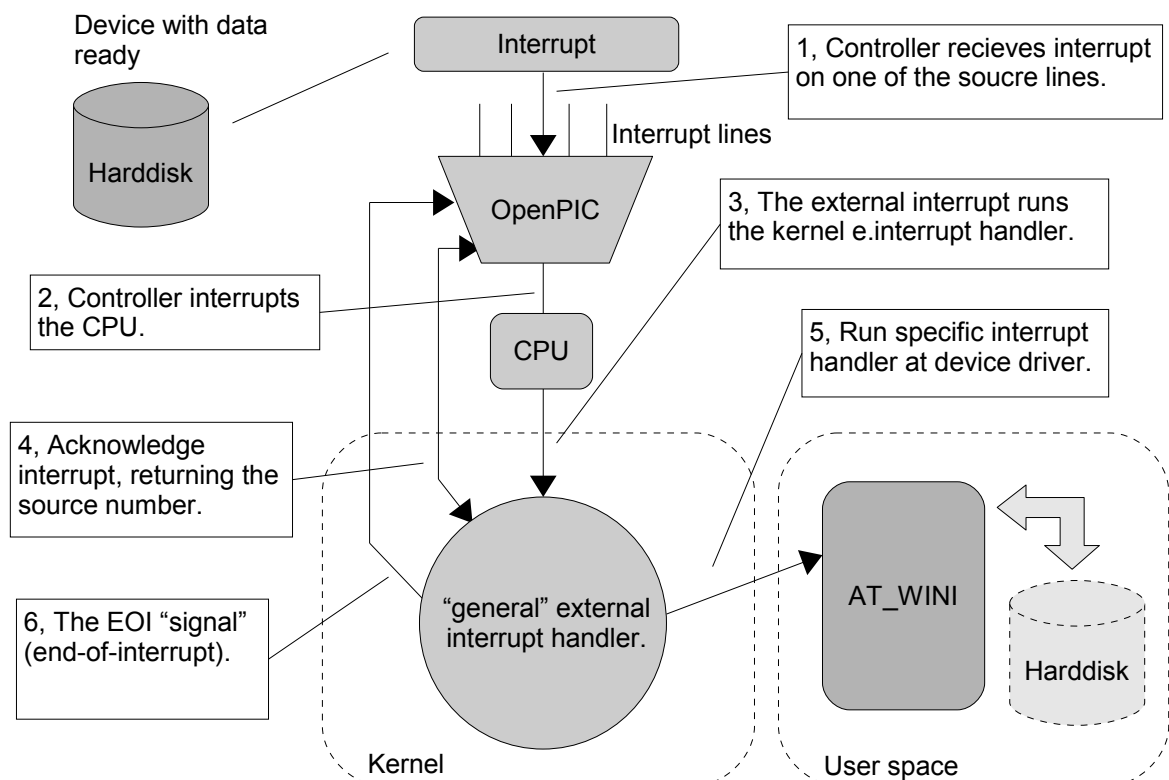 Device with data
ready
Harddisk
Interrupt
1, Controller recieves interrupt
on one of the soucre lines.
Interrupt lines
OpenPIC
3, The external interrupt runs
the kernel e.interrupt handler.
2, Controller interrupts
the CPU.
CPU
5, Run specific interrupt
handler at device driver.
4, Acknowledge
interrupt, returning the
source number.
“general” external
interrupt handler.
AT_WINI
Harddisk
6, The EOI “signal”
(end-of-interrupt).
Kernel
User space